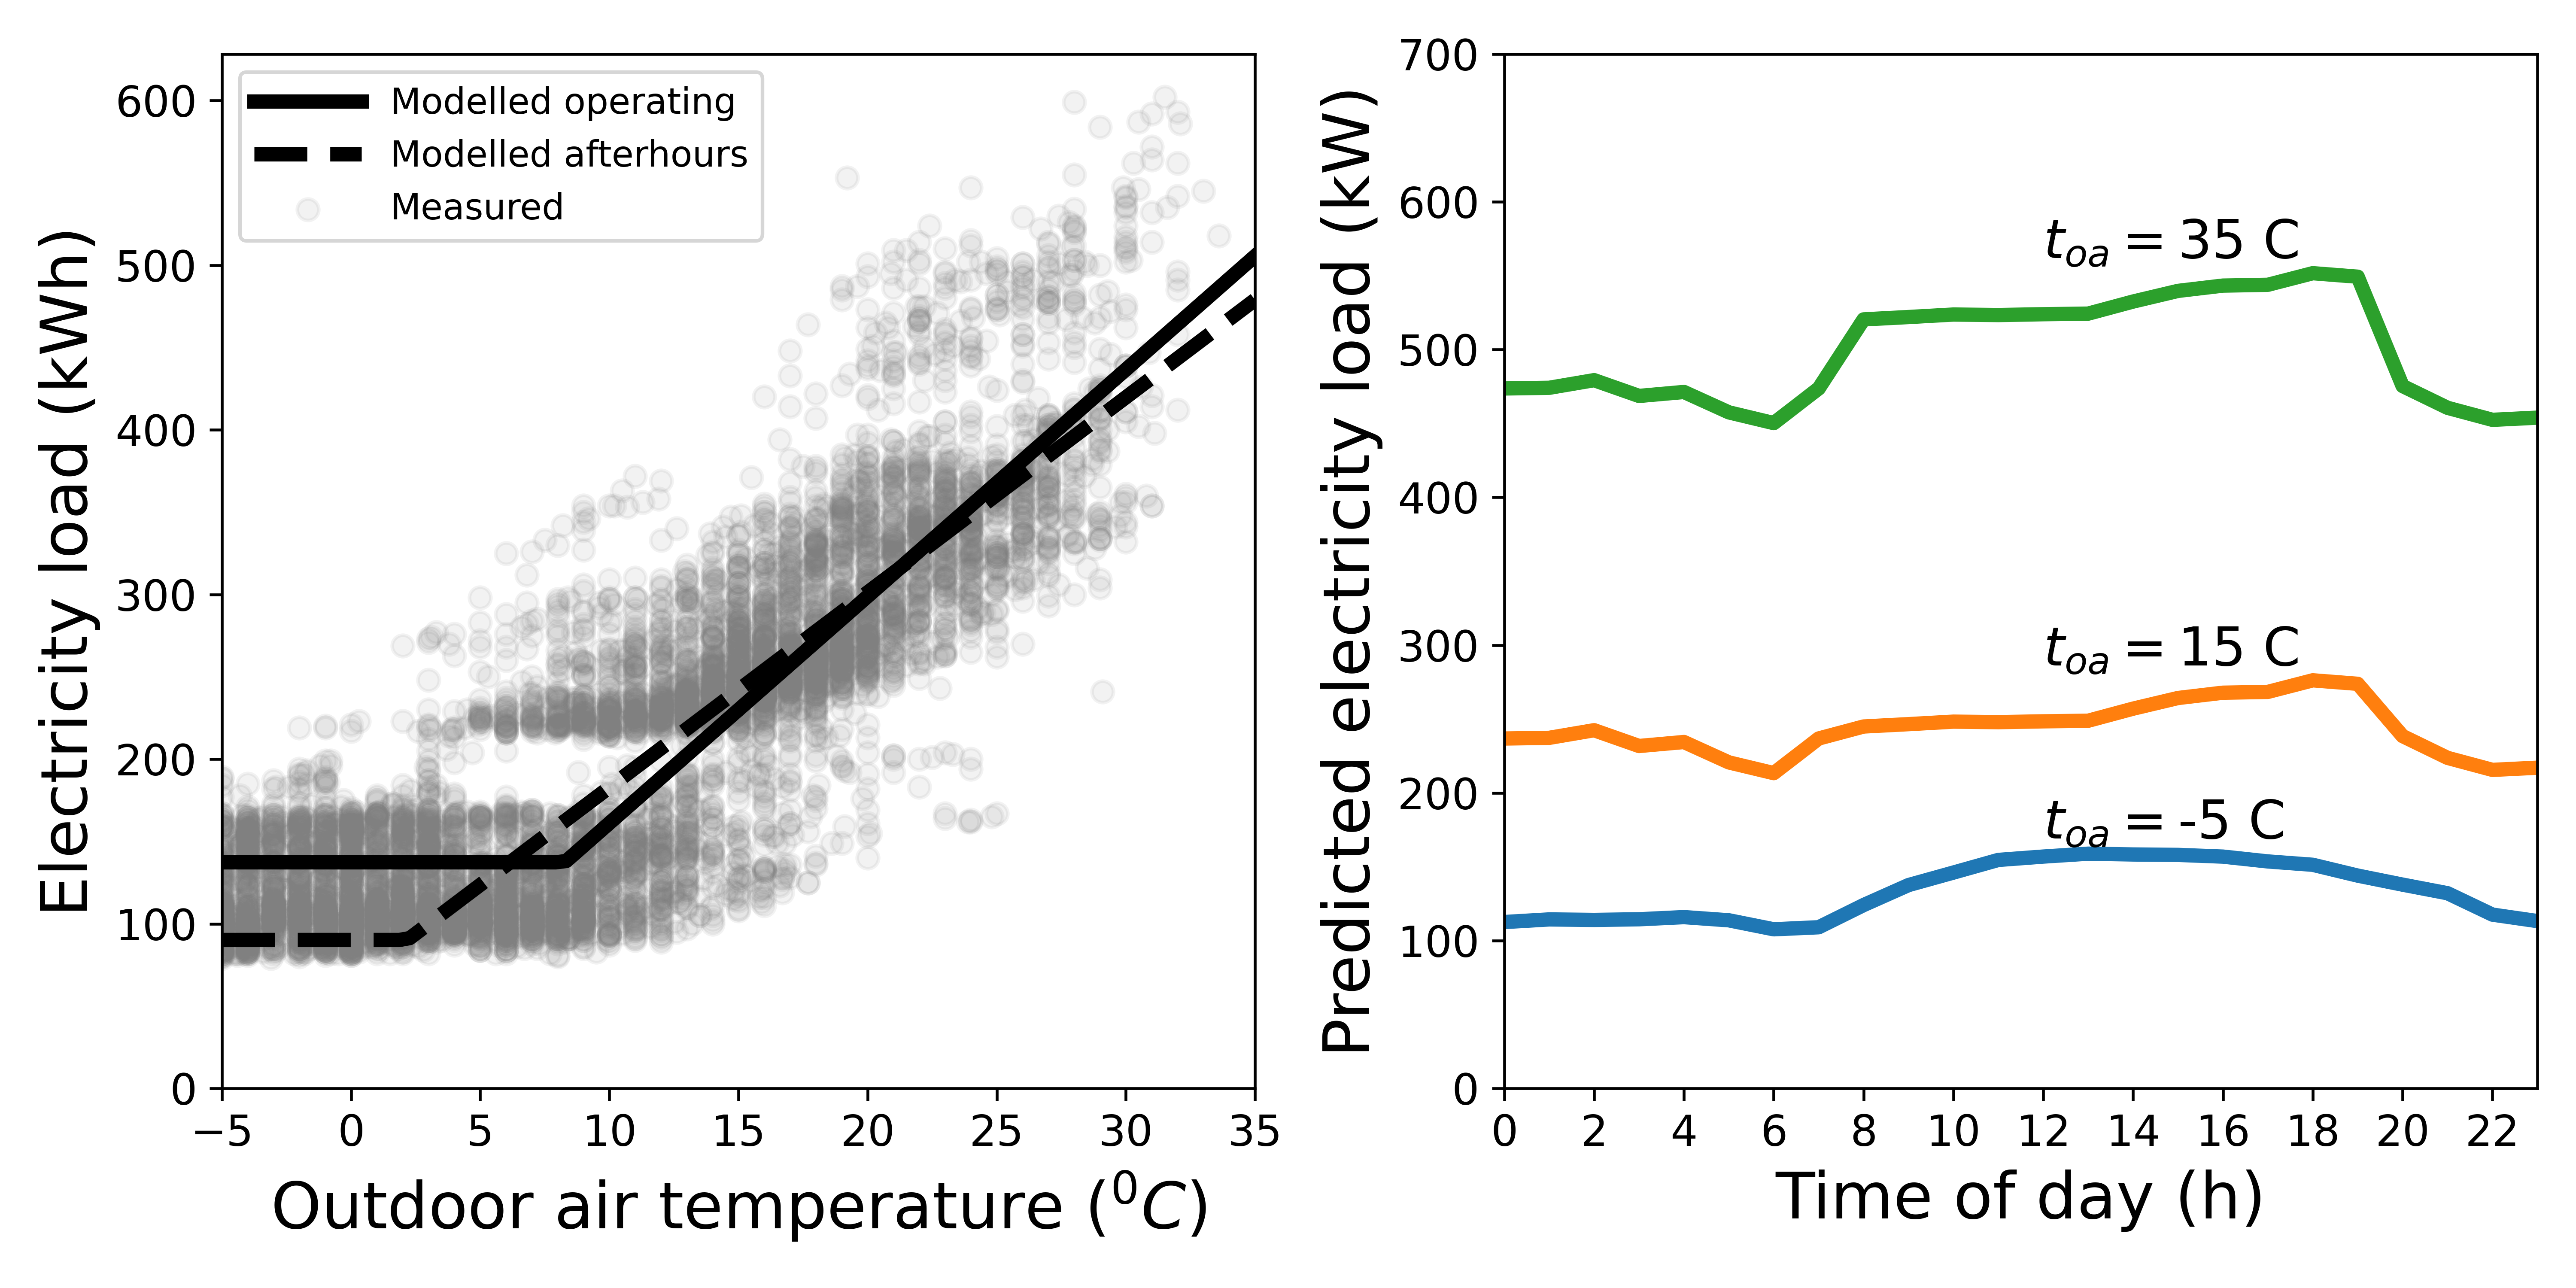 Modelled operating
Modelled afterhours
Measured
Electricity load (kWh)
600
500
400
300
200
100
0
−5 0 5 10 15 20 25 30 35
Outdoor air temperature (⁰C)
Predicted electricity load (kW)
700
600
500
400
300
200
100
0
t_oa = 35 C
t_oa = 15 C
t_oa = -5 C
0 2 4 6 8 10 12 14 16 18 20 22
Time of day (h)